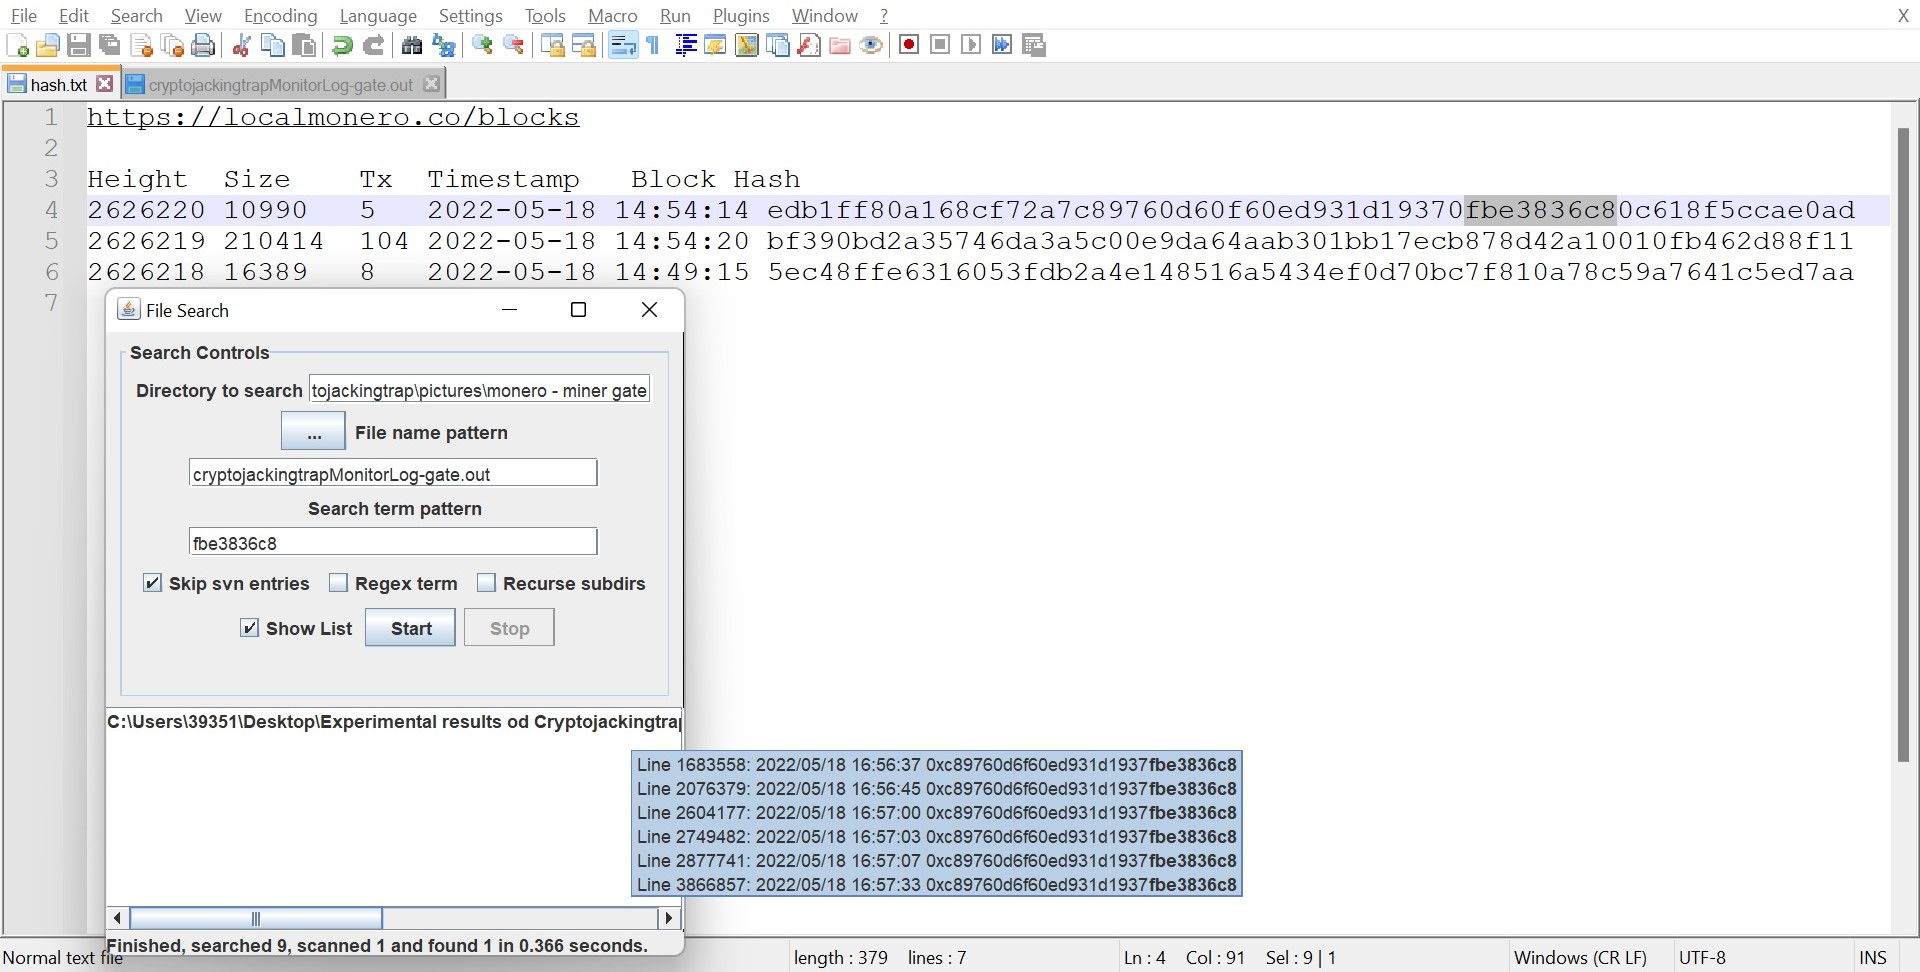 File Edit Search View Encoding Language Settings Tools Macro Run Plugins Window ? X
hash.txt cryptojackingtrapMonitorLog-gate.out
1 https://localmonero.co/blocks
2
3 Height Size Tx Timestamp Block Hash
4 2626220 10990 5 2022-05-18 14:54:14 edb1ff80a168cf72a7c89760d60f60ed931d19370fbe3836c80c618f5ccae0ad
5 2626219 210414 104 2022-05-18 14:54:20 bf390bd2a35746da3a5c00e9da64aab301bb17ecb878d42a10010fb462d88f11
6 2626218 16389 8 2022-05-18 14:49:15 5ec48ffe6316053fdb2a4e148516a5434ef0d70bc7f810a78c59a7641c5ed7aa
7
File Search
Search Controls
Directory to search tojackingtrap\pictures\monero - miner gate
... File name pattern
cryptojackingtrapMonitorLog-gate.out
Search term pattern
fbe3836c8
Skip svn entries Regex term Recurse subdirs
Show List Start Stop
C:\Users\39351\Desktop\Experimental results od Cryptojackingtrap
Line 1683558: 2022/05/18 16:56:37 0xc89760d6f60ed931d1937fbe3836c8
Line 2076379: 2022/05/18 16:56:45 0xc89760d6f60ed931d1937fbe3836c8
Line 2604177: 2022/05/18 16:57:00 0xc89760d6f60ed931d1937fbe3836c8
Line 2749482: 2022/05/18 16:57:03 0xc89760d6f60ed931d1937fbe3836c8
Line 2877741: 2022/05/18 16:57:07 0xc89760d6f60ed931d1937fbe3836c8
Line 3866857: 2022/05/18 16:57:33 0xc89760d6f60ed931d1937fbe3836c8
Finished, searched 9, scanned 1 and found 1 in 0.366 seconds.
Normal text file length : 379 lines : 7 Ln : 4 Col : 91 Sel : 9 | 1 Windows (CR LF) UTF-8 INS